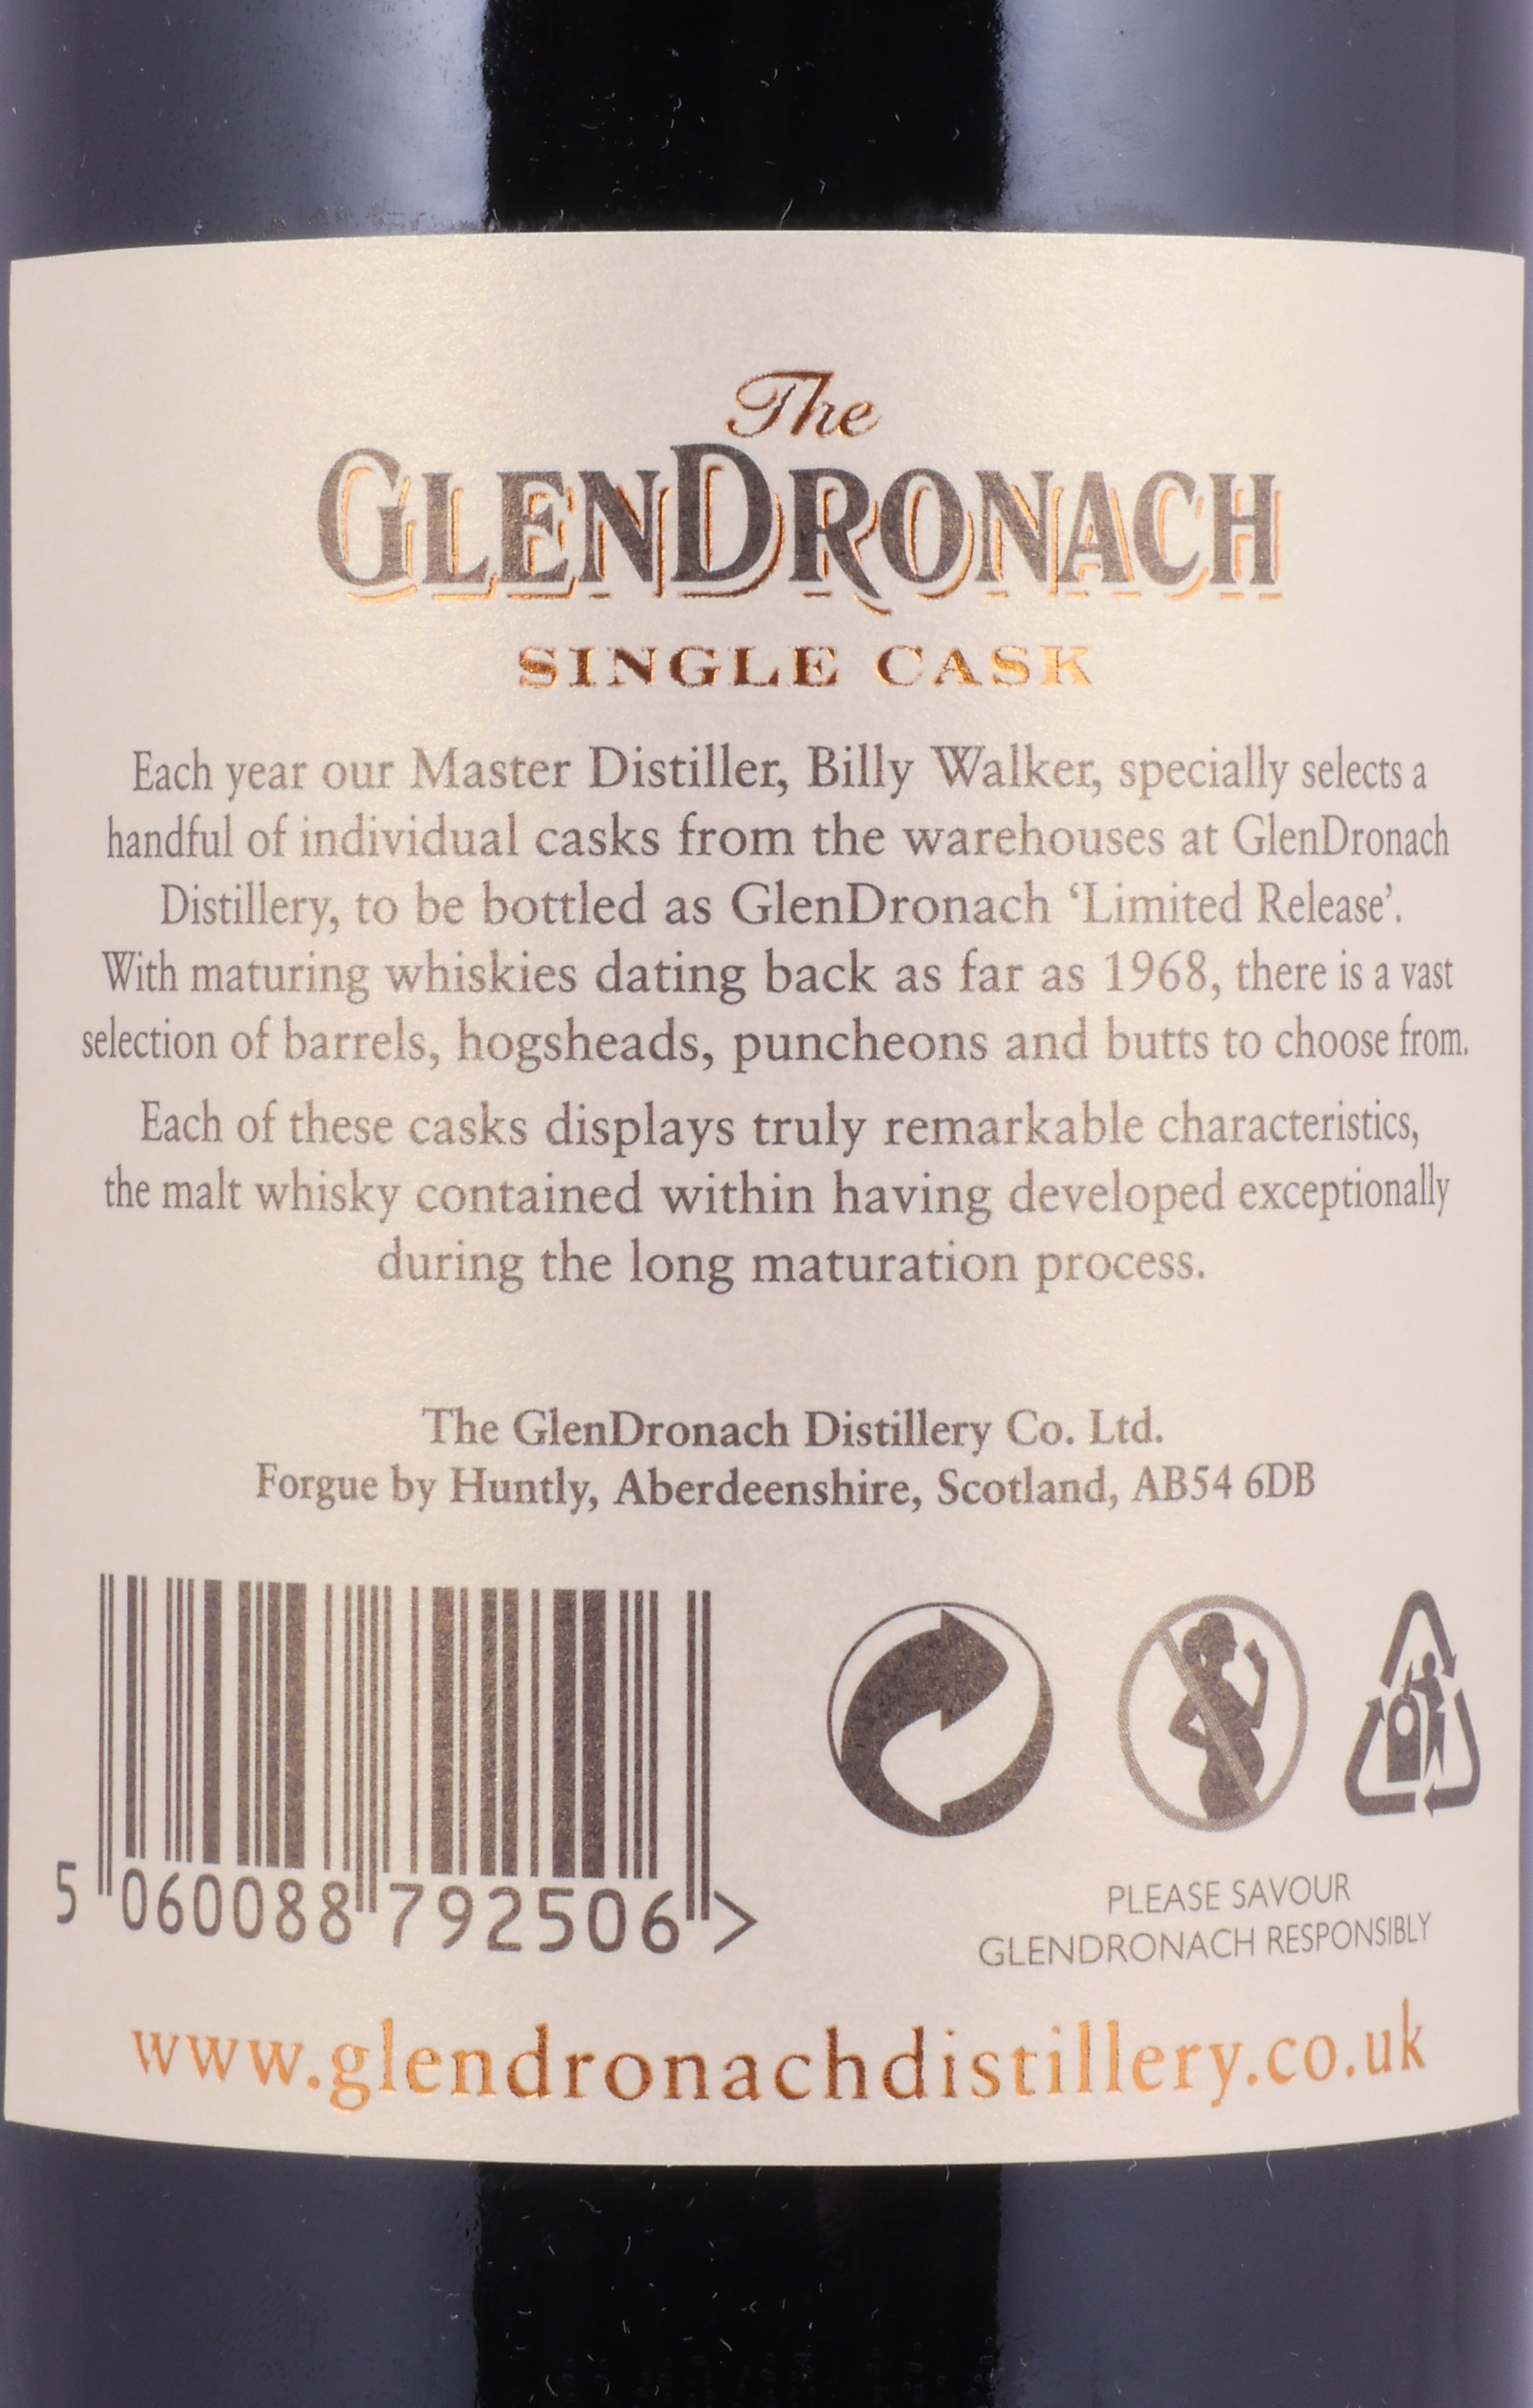 The
GLENDRONACH
SINGLE CASK
Each year our Master Distiller, Billy Walker, specially selects a
handful of individual casks from the warehouses at GlenDronach
Distillery, to be bottled as GlenDronach ‘Limited Release’.
With maturing whiskies dating back as far as 1968, there is a vast
selection of barrels, hogsheads, puncheons and butts to choose from.
Each of these casks displays truly remarkable characteristics,
the malt whisky contained within having developed exceptionally
during the long maturation process.
The GlenDronach Distillery Co. Ltd.
Forgue by Huntly, Aberdeenshire, Scotland, AB54 6DB
5 060088 792506 >
PLEASE SAVOUR
GLENDRONACH RESPONSIBLY
www.glendronachdistillery.co.uk